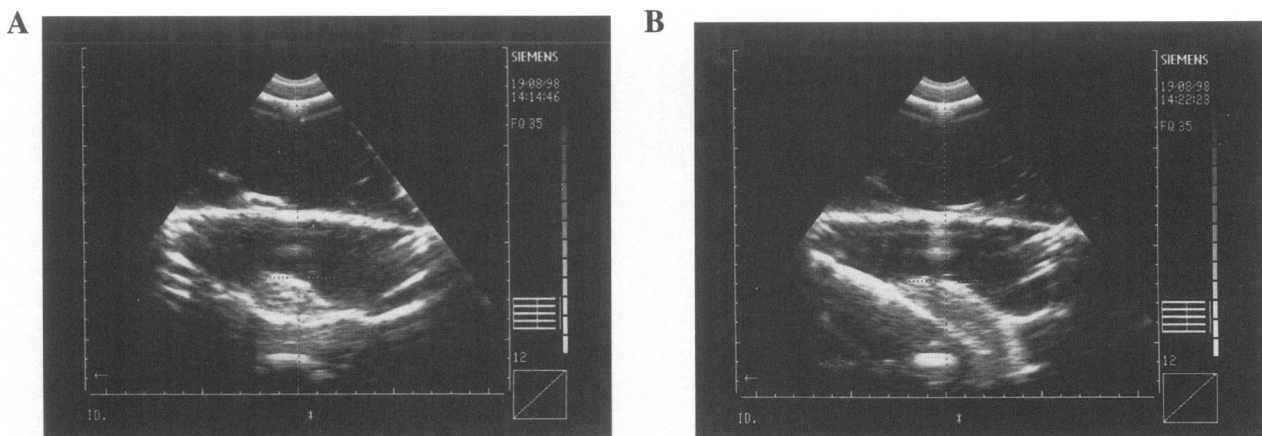 A
SIEMENS
19/08/98
14:14:46
FQ 35
12
ID.
B
SIEMENS
19/08/98
14:22:23
FQ 35
12
ID.